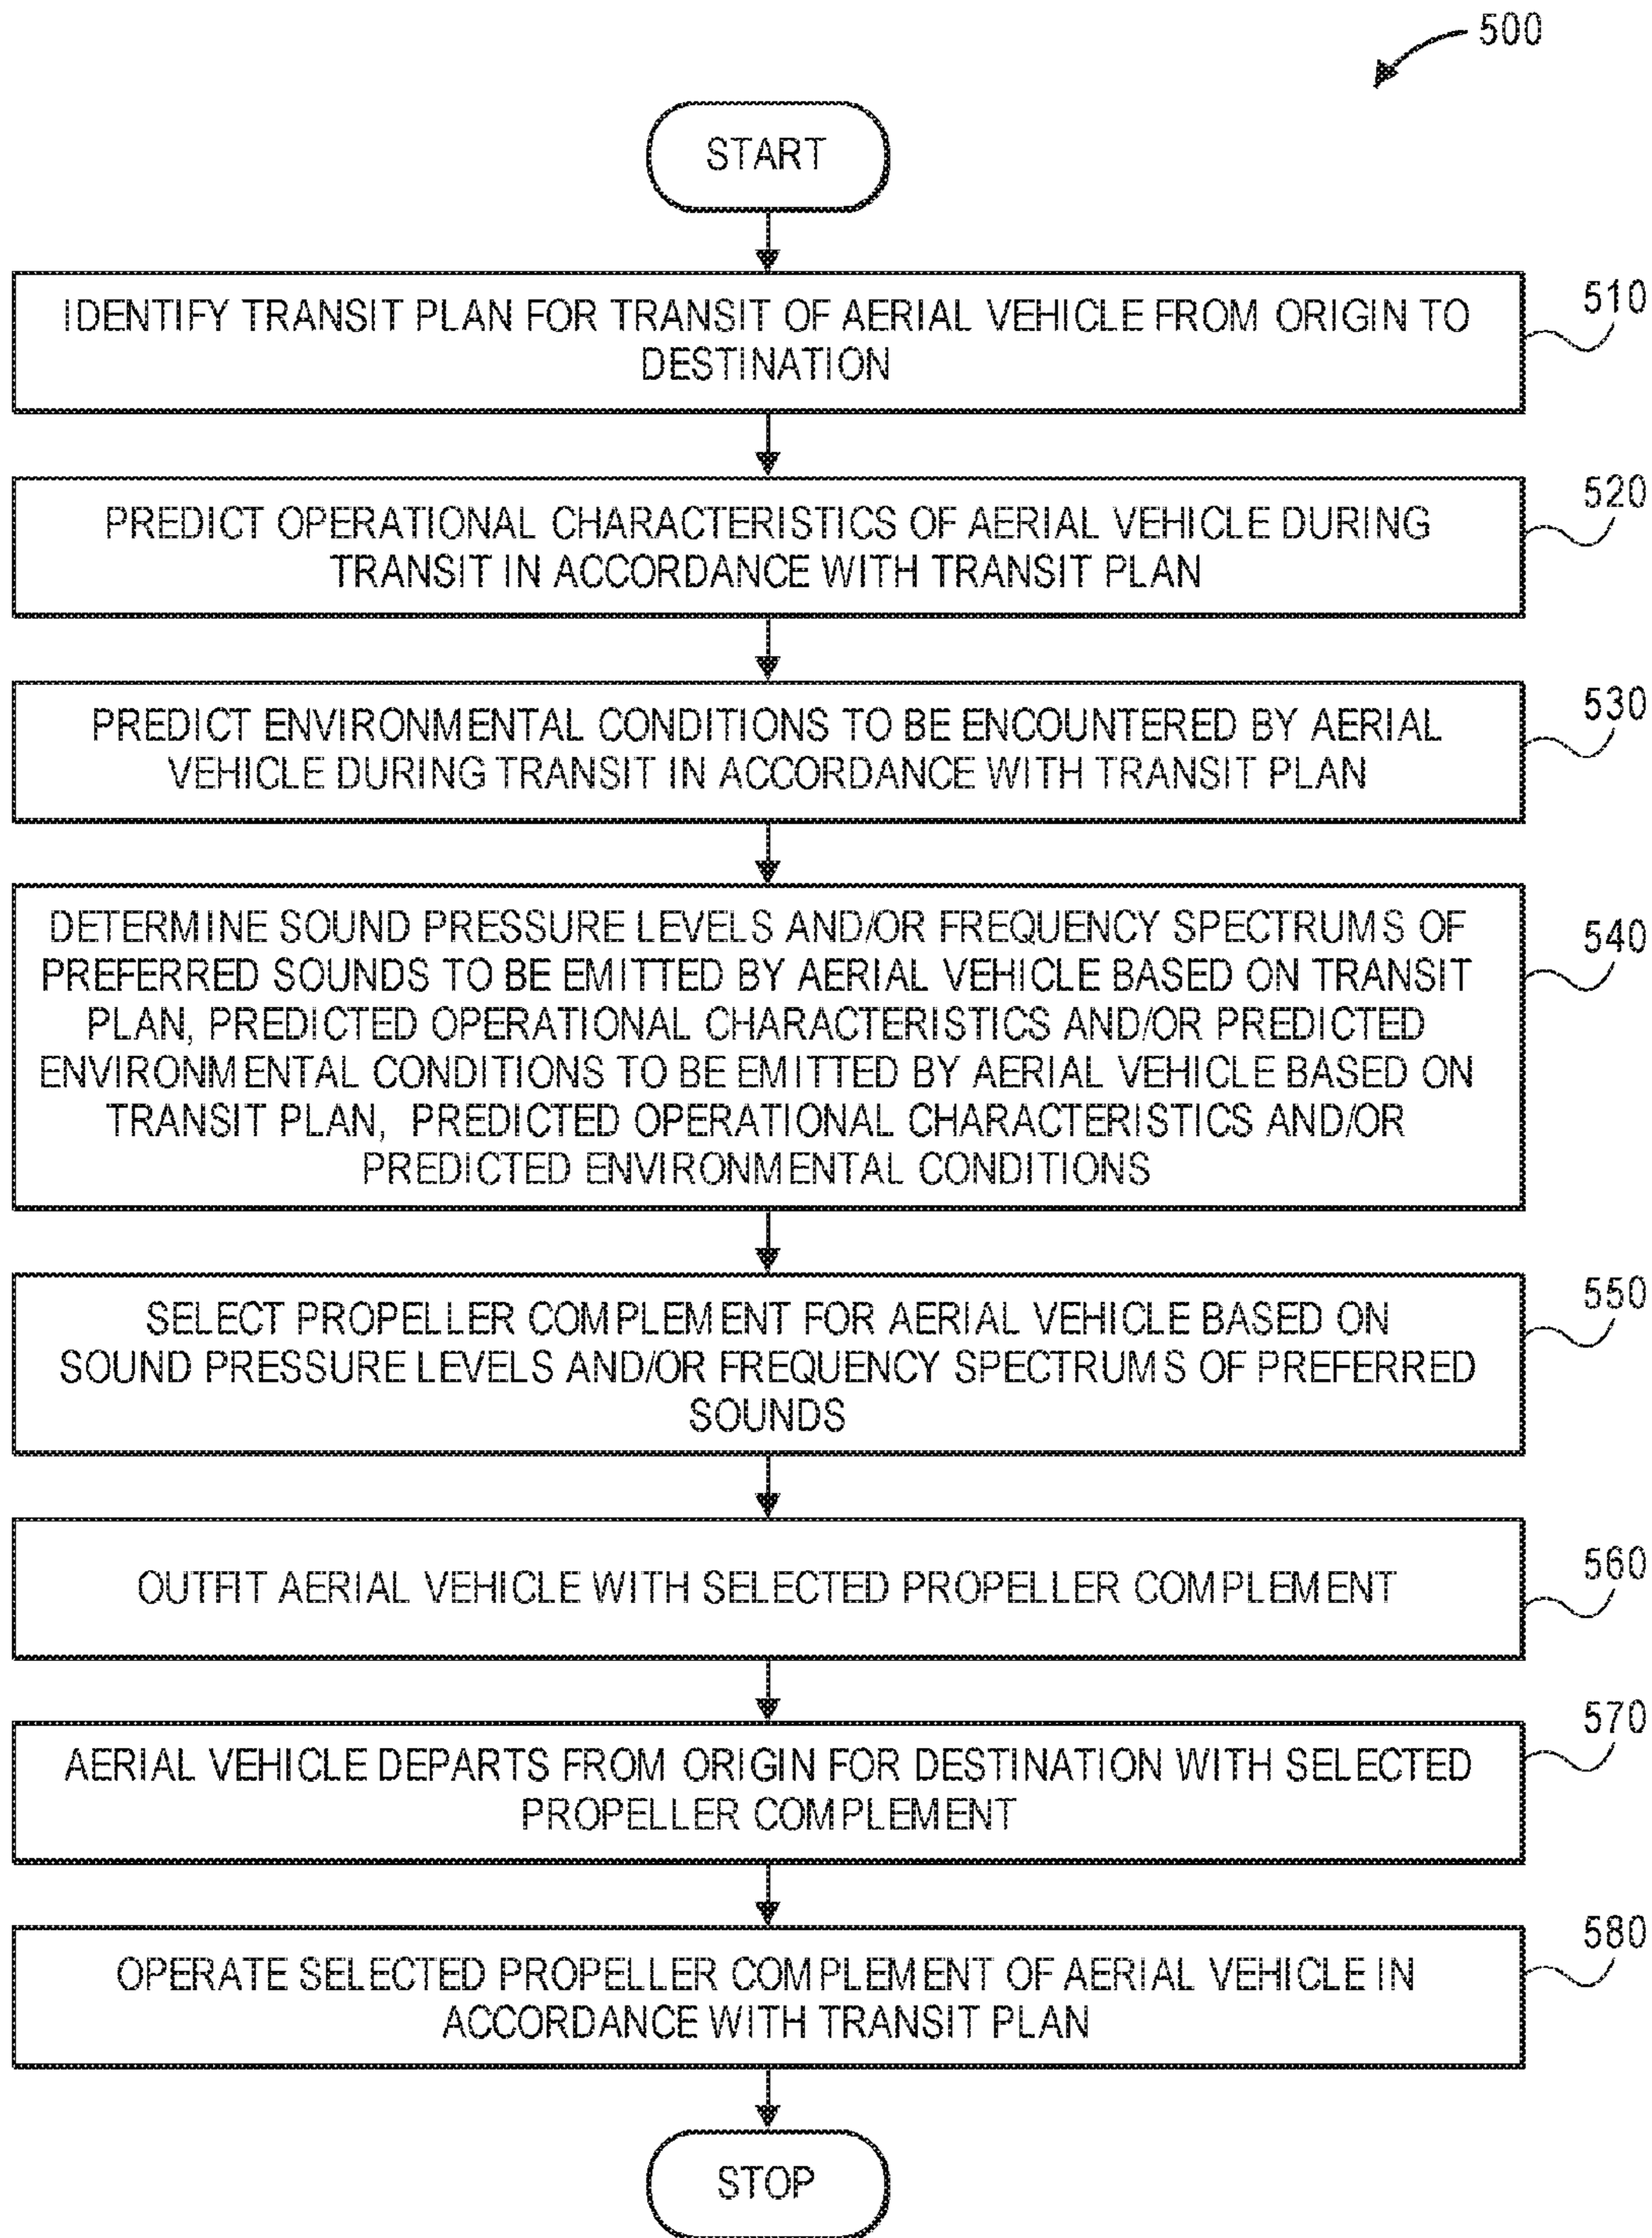 500
START
IDENTIFY TRANSIT PLAN FOR TRANSIT OF AERIAL VEHICLE FROM ORIGIN TO
DESTINATION
510
PREDICT OPERATIONAL CHARACTERISTICS OF AERIAL VEHICLE DURING
TRANSIT IN ACCORDANCE WITH TRANSIT PLAN
520
PREDICT ENVIRONMENTAL CONDITIONS TO BE ENCOUNTERED BY AERIAL
VEHICLE DURING TRANSIT IN ACCORDANCE WITH TRANSIT PLAN
530
DETERMINE SOUND PRESSURE LEVELS AND/OR FREQUENCY SPECTRUMS OF
PREFERRED SOUNDS TO BE EMITTED BY AERIAL VEHICLE BASED ON TRANSIT
PLAN, PREDICTED OPERATIONAL CHARACTERISTICS AND/OR PREDICTED
ENVIRONMENTAL CONDITIONS TO BE EMITTED BY AERIAL VEHICLE BASED ON
TRANSIT PLAN, PREDICTED OPERATIONAL CHARACTERISTICS AND/OR
PREDICTED ENVIRONMENTAL CONDITIONS
540
SELECT PROPELLER COMPLEMENT FOR AERIAL VEHICLE BASED ON
SOUND PRESSURE LEVELS AND/OR FREQUENCY SPECTRUMS OF PREFERRED
SOUNDS
550
OUTFIT AERIAL VEHICLE WITH SELECTED PROPELLER COMPLEMENT
560
AERIAL VEHICLE DEPARTS FROM ORIGIN FOR DESTINATION WITH SELECTED
PROPELLER COMPLEMENT
570
OPERATE SELECTED PROPELLER COMPLEMENT OF AERIAL VEHICLE IN
ACCORDANCE WITH TRANSIT PLAN
580
STOP